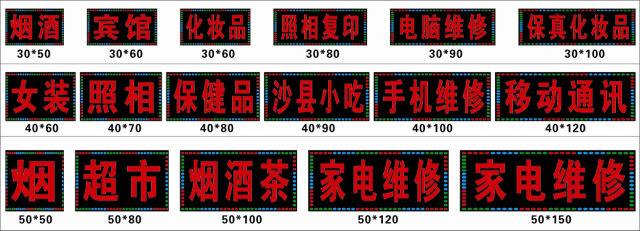 烟酒 宾馆 化妆品 照相复印 电脑维修 保真化妆品
30*50 30*60 30*60 30*80 30*90 30*100
女装 照相 保健品 沙县小吃 手机维修 移动通讯
40*60 40*70 40*80 40*90 40*100 40*120
烟 超市 烟酒茶 家电维修 家电维修
50*50 50*80 50*100 50*120 50*150